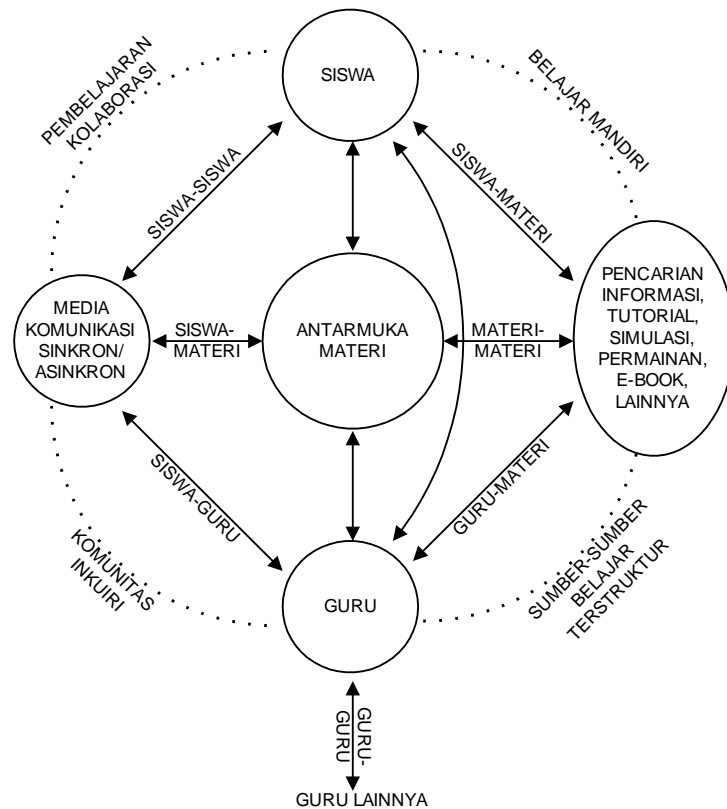 SISWA
PEMBELAJARAN
KOLABORASI
BELAJAR MANDIRI
SISWA-SISWA
SISWA-MATERI
MEDIA
KOMUNIKASI
SINKRON/
ASINKRON
SISWA-
MATERI
ANTARMUKA
MATERI
MATERI-
MATERI
PENCARIAN
INFORMASI,
TUTORIAL,
SIMULASI,
PERMAINAN,
E-BOOK,
LAINNYA
SISWA-GURU
GURU-MATERI
KOMUNITAS
INKUIRI
SUMBER-SUMBER
BELAJAR
TERSTRUKTUR
GURU
GURU-
GURU
GURU LAINNYA